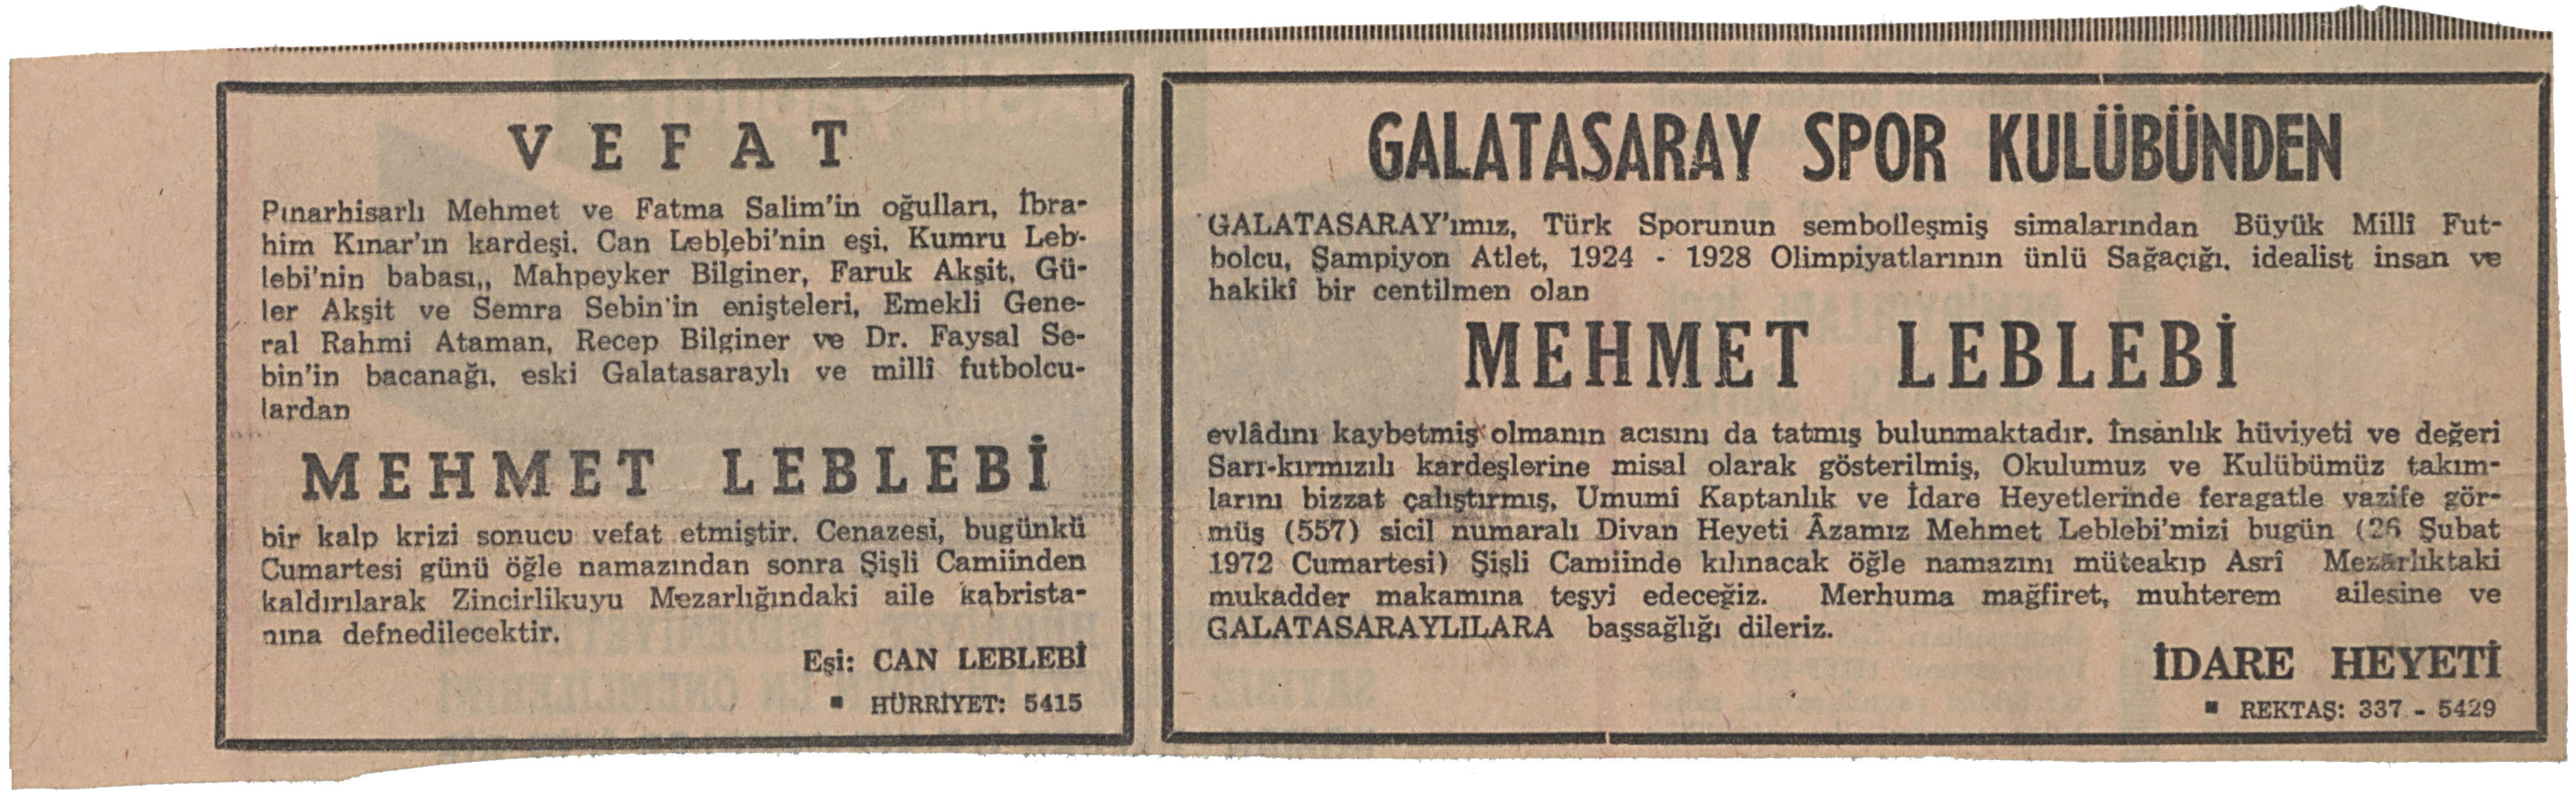 VEFAT
Pınarhisarlı Mehmet ve Fatma Salim'in oğulları, İbra-
him Kınar'ın kardeşi. Can Leblebi'nin eşi, Kumru Leb-
lebi'nin babası,, Mahpeyker Bilginer, Faruk Akşit, Gü-
ler Akşit ve Semra Sebin'in enişteleri, Emekli Gene-
ral Rahmi Ataman, Recep Bilginer ve Dr. Faysal Se-
bin'in bacanağı, eski Galatasaraylı ve millî futbolcu-
lardan
MEHMET LEBLEBİ
bir kalp krizi sonucu vefat etmiştir. Cenazesi, bugünkü
Cumartesi günü öğle namazından sonra Şişli Camiinden
kaldırılarak Zincirlikuyu Mezarlığındaki aile kabrista-
nına defnedilecektir.
Eşi: CAN LEBLEBİ
■ HÜRRİYET: 5415
GALATASARAY SPOR KULÜBÜNDEN
GALATASARAY'ımız, Türk Sporunun sembolleşmiş simalarından Büyük Millî Fut-
bolcu, Şampiyon Atlet, 1924 - 1928 Olimpiyatlarının ünlü Sağaçığı, idealist insan ve
hakikî bir centilmen olan
MEHMET LEBLEBİ
evlâdını kaybetmiş olmanın acısını da tatmış bulunmaktadır. İnsanlık hüviyeti ve değeri
Sarı-kırmızılı kardeşlerine misal olarak gösterilmiş, Okulumuz ve Kulübümüz takım-
larını bizzat çalıştırmış, Umumî Kaptanlık ve İdare Heyetlerinde feragatle vazife gör-
müş (557) sicil numaralı Divan Heyeti Âzamız Mehmet Leblebi'mizi bugün (26 Şubat
1972 Cumartesi) Şişli Camiinde kılınacak öğle namazını müteakıp Asrî Mezarlıktaki
mukadder makamına teşyi edeceğiz. Merhuma mağfiret, muhterem ailesine ve
GALATASARAYLILARA başsağlığı dileriz.
İDARE HEYETİ
■ REKTAŞ: 337 - 5429